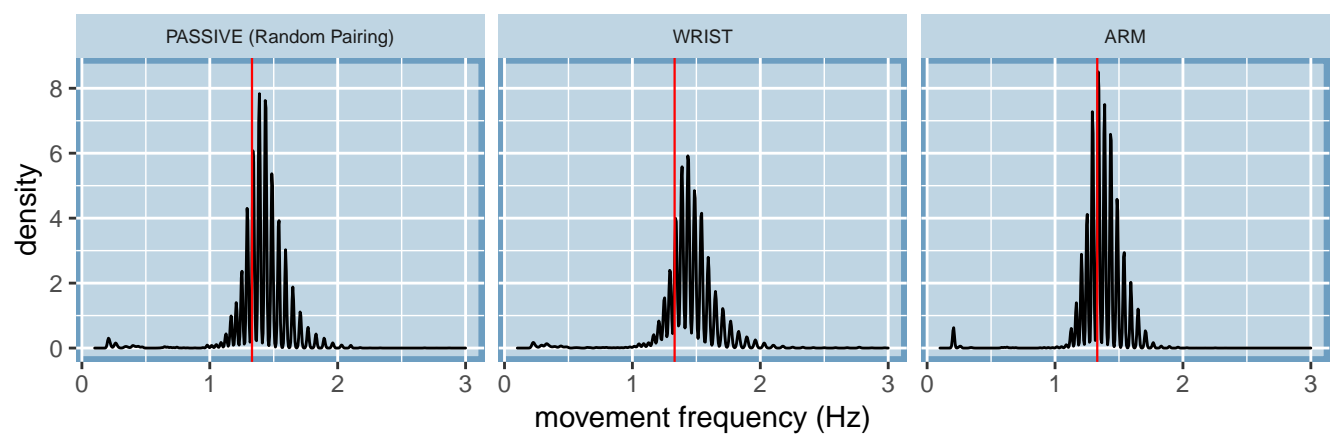 PASSIVE (Random Pairing) WRIST ARM
density
8
6
4
2
0
0 1 2 3 0 1 2 3 0 1 2 3
movement frequency (Hz)